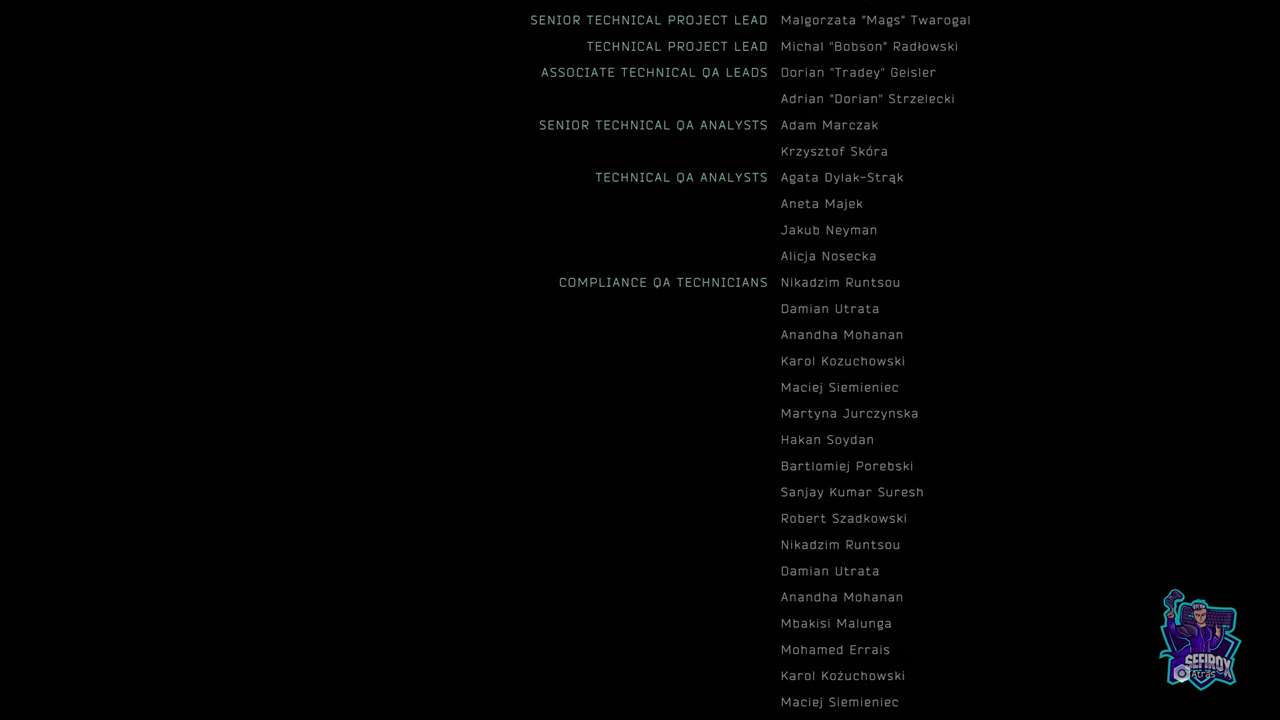 SENIOR TECHNICAL PROJECT LEAD Malgorzata "Mags" Twarogal
TECHNICAL PROJECT LEAD Michal "Bobson" Radłowski
ASSOCIATE TECHNICAL QA LEADS Dorian "Tradey" Geisler
Adrian "Dorian" Strzelecki
SENIOR TECHNICAL QA ANALYSTS Adam Marczak
Krzysztof Skóra
TECHNICAL QA ANALYSTS Agata Dylak-Strąk
Aneta Majek
Jakub Neyman
Alicja Nosecka
COMPLIANCE QA TECHNICIANS Nikadzim Runtsou
Damian Utrata
Anandha Mohanan
Karol Kozuchowski
Maciej Siemieniec
Martyna Jurczynska
Hakan Soydan
Bartlomiej Porebski
Sanjay Kumar Suresh
Robert Szadkowski
Nikadzim Runtsou
Damian Utrata
Anandha Mohanan
Mbakisi Malunga
Mohamed Errais
Karol Kożuchowski
Maciej Siemieniec
SEFIROX
Atras